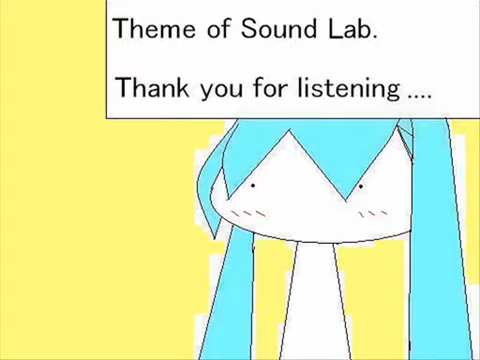 Theme of Sound Lab.
Thank you for listening ....